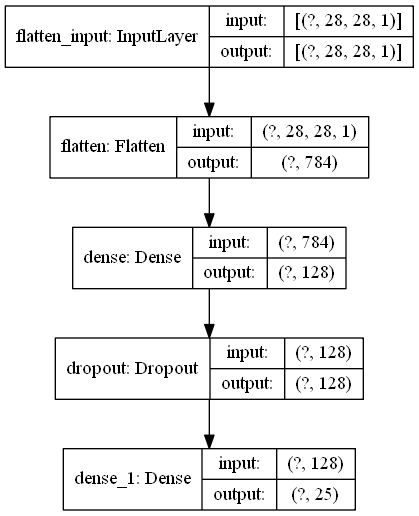 flatten_input: InputLayer
input:
[(?, 28, 28, 1)]
output:
[(?, 28, 28, 1)]
flatten: Flatten
input:
(?, 28, 28, 1)
output:
(?, 784)
dense: Dense
input:
(?, 784)
output:
(?, 128)
dropout: Dropout
input:
(?, 128)
output:
(?, 128)
dense_1: Dense
input:
(?, 128)
output:
(?, 25)